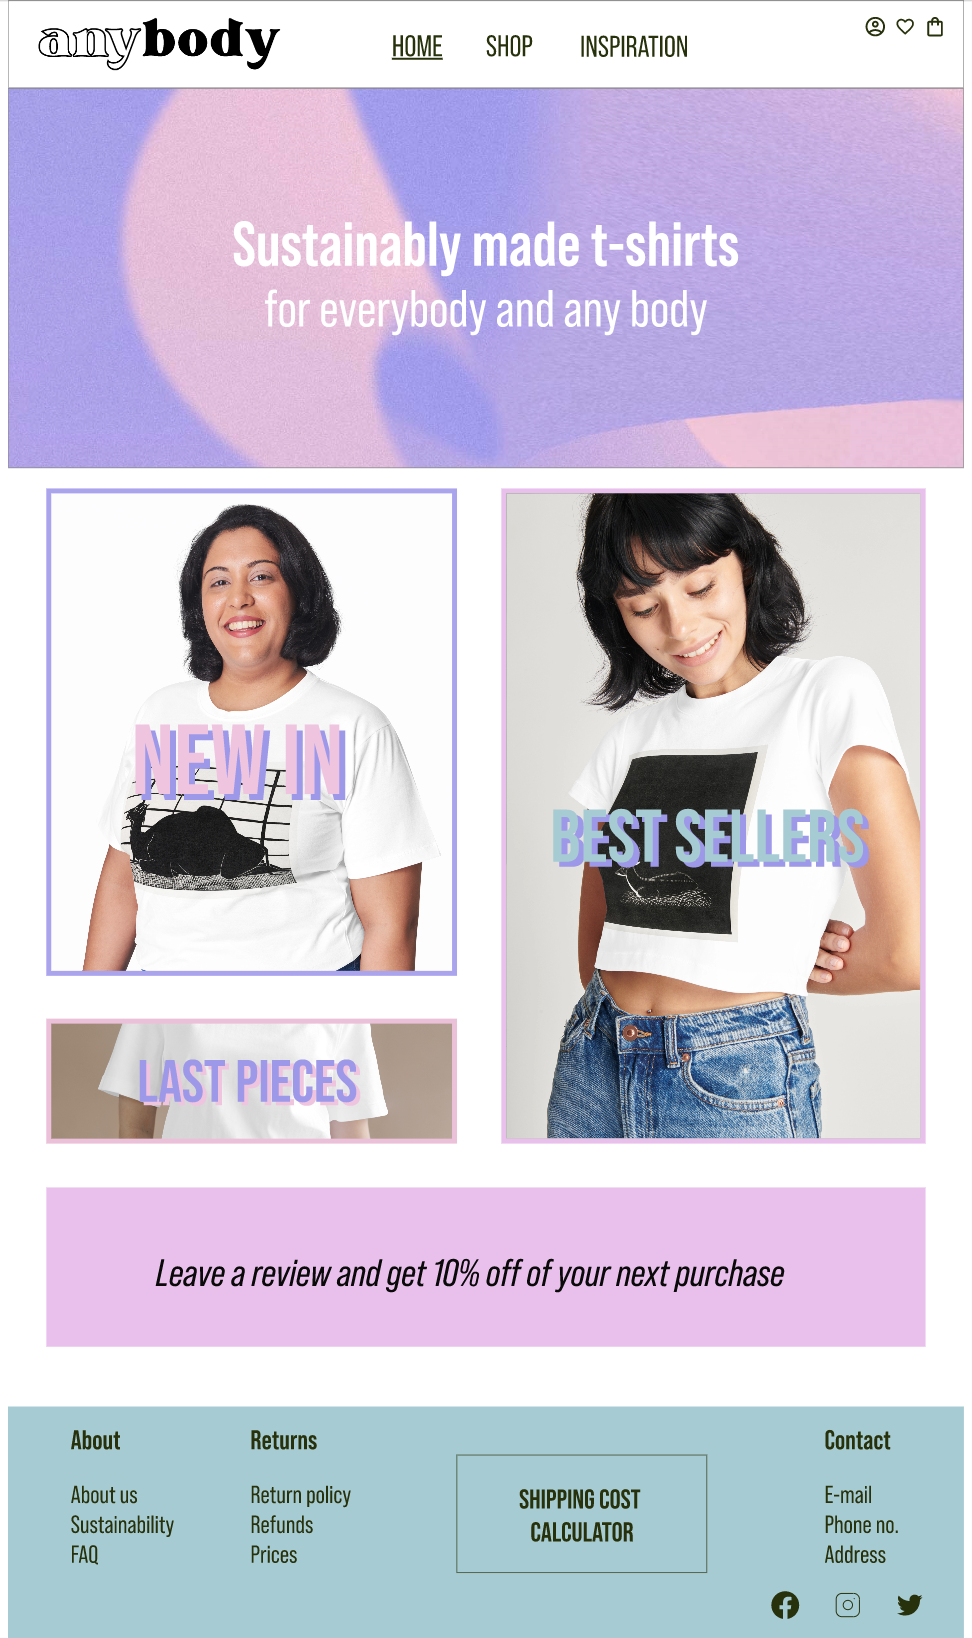 anybody
HOME SHOP INSPIRATION
Sustainably made t-shirts
for everybody and any body
NEW IN
BEST SELLERS
LAST PIECES
Leave a review and get 10% off of your next purchase
About
About us
Sustainability
FAQ
Returns
Return policy
Refunds
Prices
SHIPPING COST
CALCULATOR
Contact
E-mail
Phone no.
Address